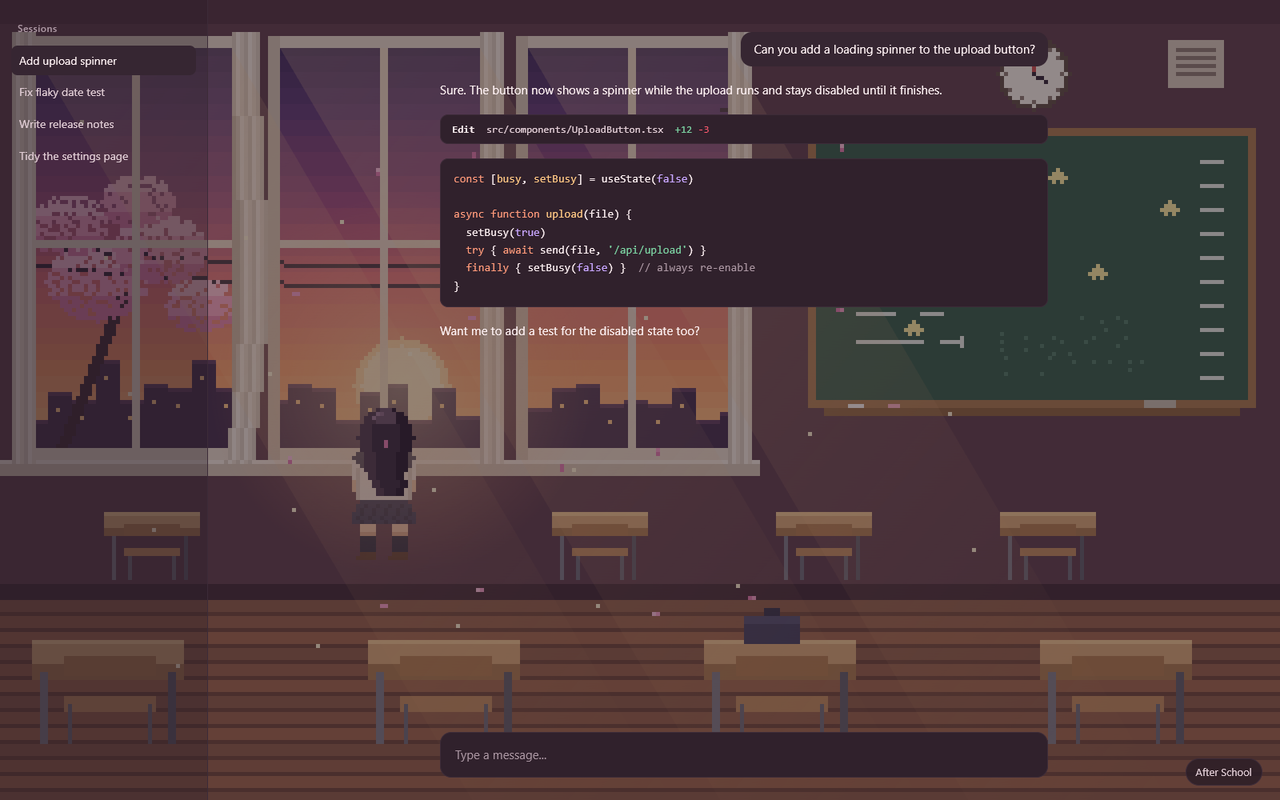 Sessions
Add upload spinner
Fix flaky date test
Write release notes
Tidy the settings page
Can you add a loading spinner to the upload button?
Sure. The button now shows a spinner while the upload runs and stays disabled until it finishes.
Edit src/components/UploadButton.tsx +12 -3
const [busy, setBusy] = useState(false)
async function upload(file) {
setBusy(true)
try { await send(file, '/api/upload') }
finally { setBusy(false) } // always re-enable
}
Want me to add a test for the disabled state too?
Type a message...
After School